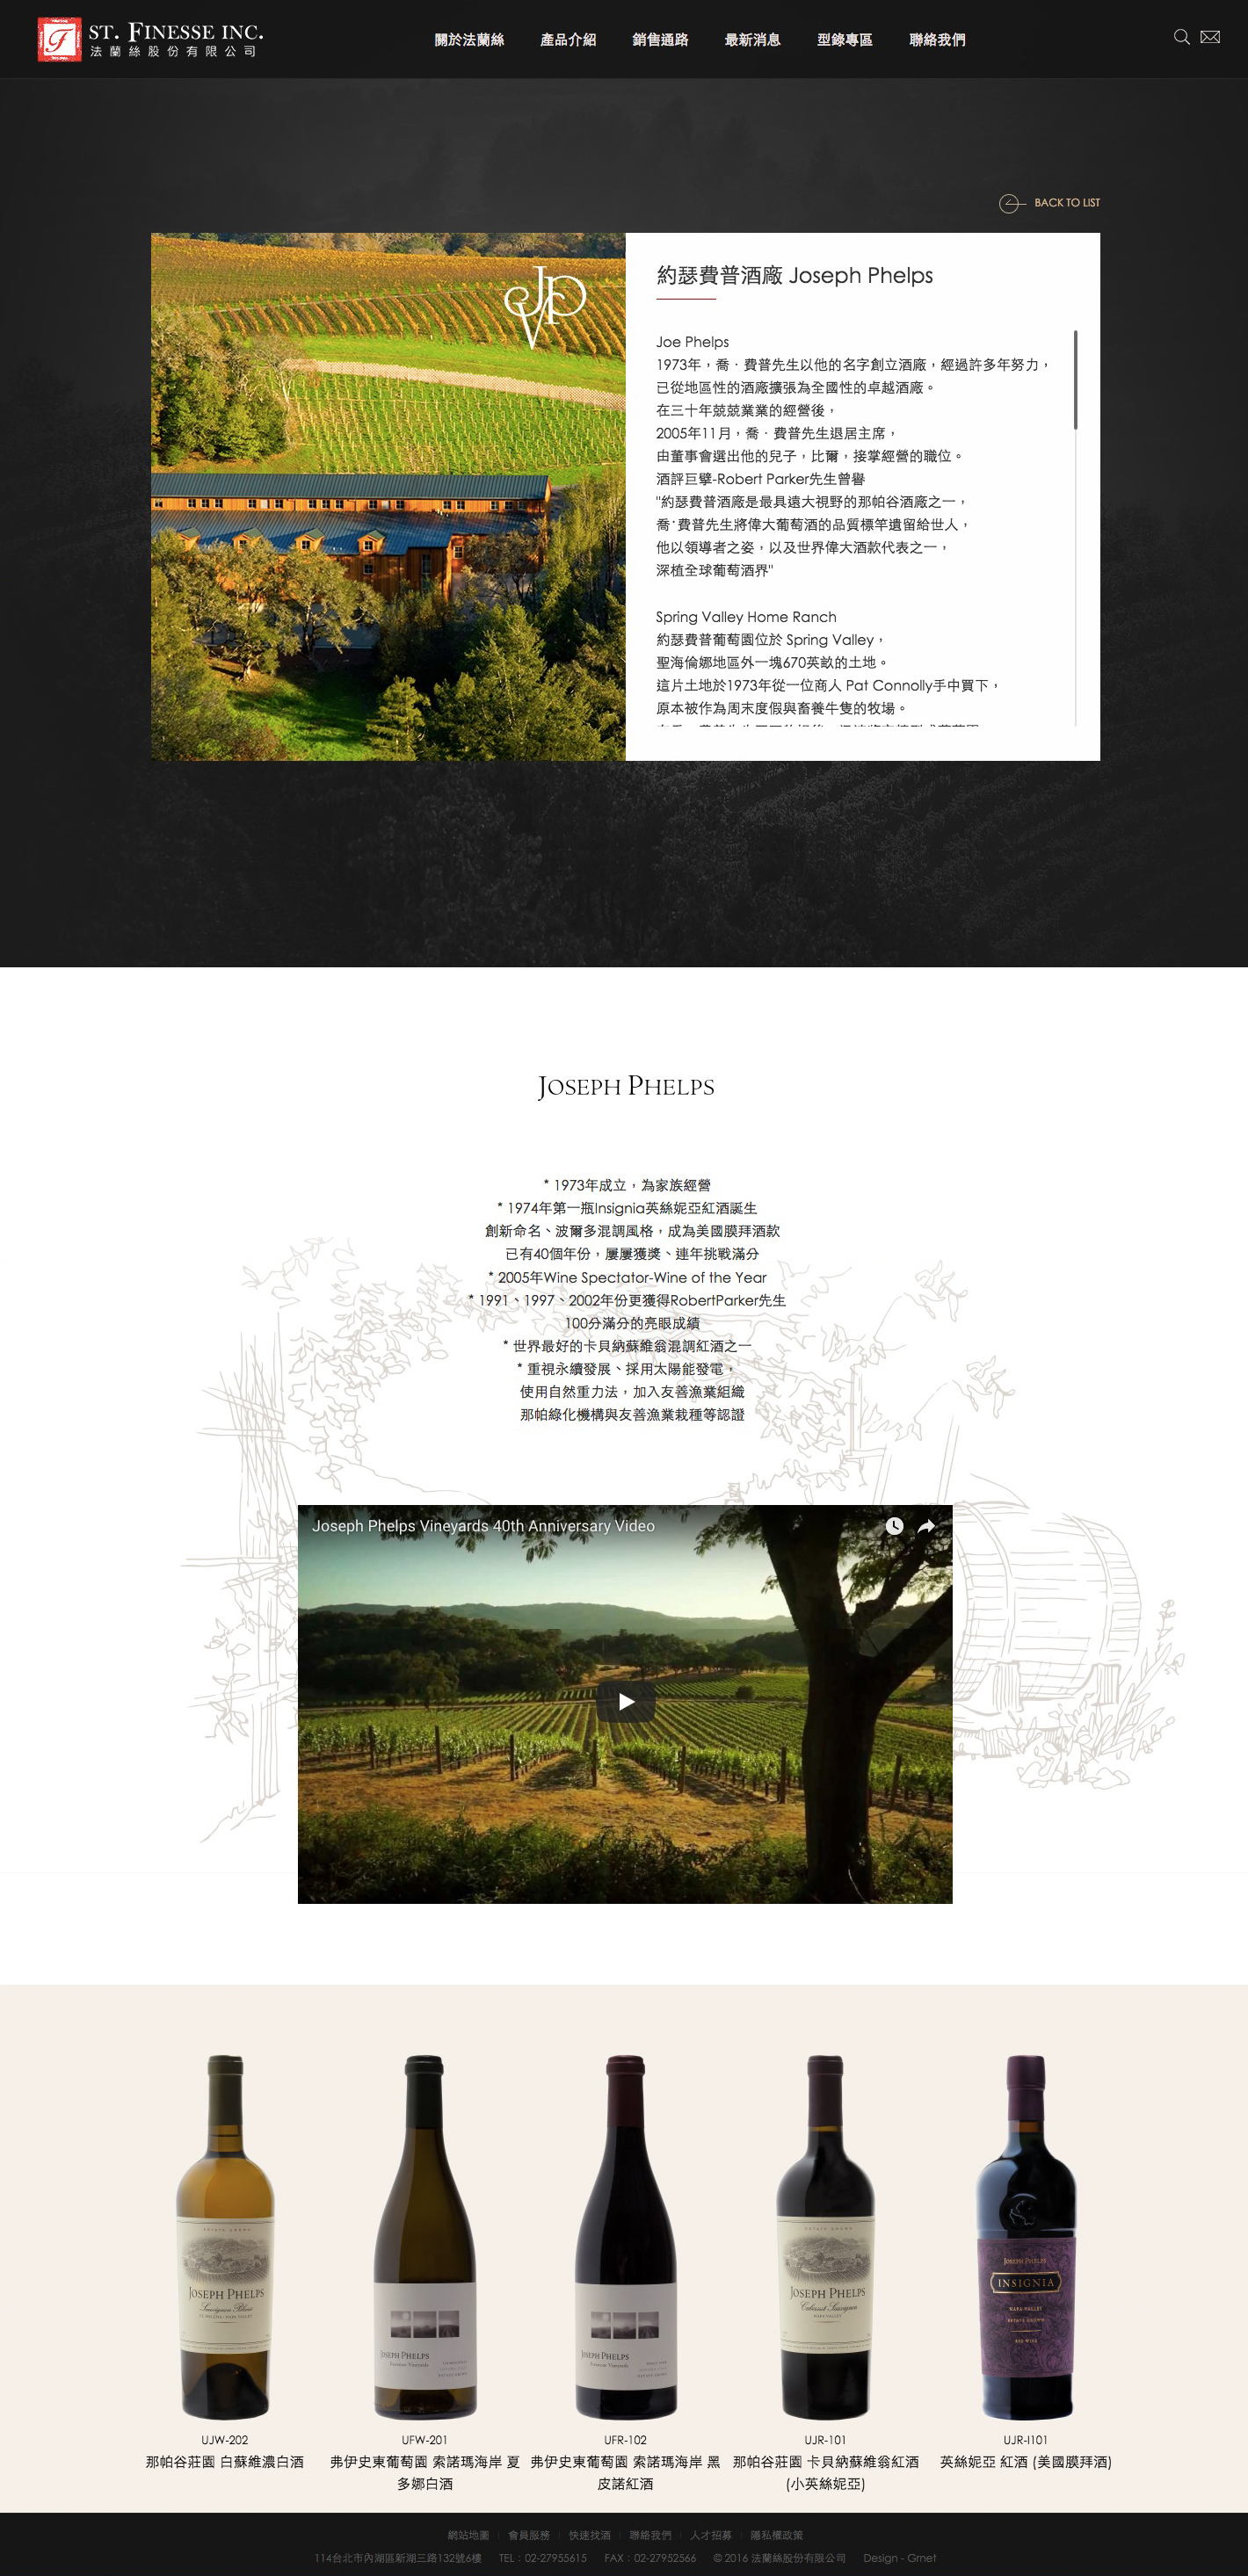 ST. FINESSE INC.
法蘭絲股份有限公司
關於法蘭絲
產品介紹
銷售通路
最新消息
型錄專區
聯絡我們
BACK TO LIST
JVP
約瑟費普酒廠 Joseph Phelps
Joe Phelps
1973年，喬‧費普先生以他的名字創立酒廠，經過許多年努力，
已從地區性的酒廠擴張為全國性的卓越酒廠。
在三十年兢兢業業的經營後，
2005年11月，喬‧費普先生退居主席，
由董事會選出他的兒子，比爾，接掌經營的職位。
酒評巨擘-Robert Parker先生曾譽
"約瑟費普酒廠是最具遠大視野的那帕谷酒廠之一，
喬‧費普先生將偉大葡萄酒的品質標竿遺留給世人，
他以領導者之姿，以及世界偉大酒款代表之一，
深植全球葡萄酒界"
Spring Valley Home Ranch
約瑟費普葡萄園位於 Spring Valley，
聖海倫娜地區外一塊670英畝的土地。
這片土地於1973年從一位商人 Pat Connolly手中買下，
原本被作為周末度假與畜養牛隻的牧場。
JOSEPH PHELPS
* 1973年成立，為家族經營
* 1974年第一瓶Insignia英絲妮亞紅酒誕生
創新命名、波爾多混調風格，成為美國膜拜酒款
已有40個年份，屢屢獲獎、連年挑戰滿分
* 2005年Wine Spectator-Wine of the Year
* 1991、1997、2002年份更獲得RobertParker先生
100分滿分的亮眼成績
* 世界最好的卡貝納蘇維翁混調紅酒之一
* 重視永續發展、採用太陽能發電，
使用自然重力法，加入友善漁業組織
那帕綠化機構與友善漁業栽種等認證
Joseph Phelps Vineyards 40th Anniversary Video
ESTATE GROWN
JOSEPH PHELPS
Sauvignon Blanc
ST. HELENA · NAPA VALLEY
JOSEPH PHELPS
Freestone Vineyards
JOSEPH PHELPS
Freestone Vineyards
ESTATE GROWN
JOSEPH PHELPS
Cabernet Sauvignon
NAPA VALLEY
JOSEPH PHELPS
INSIGNIA
NAPA VALLEY
ESTATE GROWN
RED WINE
UJW-202
那帕谷莊園 白蘇維濃白酒
UFW-201
弗伊史東葡萄園 索諾瑪海岸 夏
多娜白酒
UFR-102
弗伊史東葡萄園 索諾瑪海岸 黑
皮諾紅酒
UJR-101
那帕谷莊園 卡貝納蘇維翁紅酒
(小英絲妮亞)
UJR-I101
英絲妮亞 紅酒 (美國膜拜酒)
網站地圖 | 會員服務 | 快速找酒 | 聯絡我們 | 人才招募 | 隱私權政策
114台北市內湖區新湖三路132號6樓 TEL：02-27955615 FAX：02-27952566 © 2016 法蘭絲股份有限公司 Design - Gmet